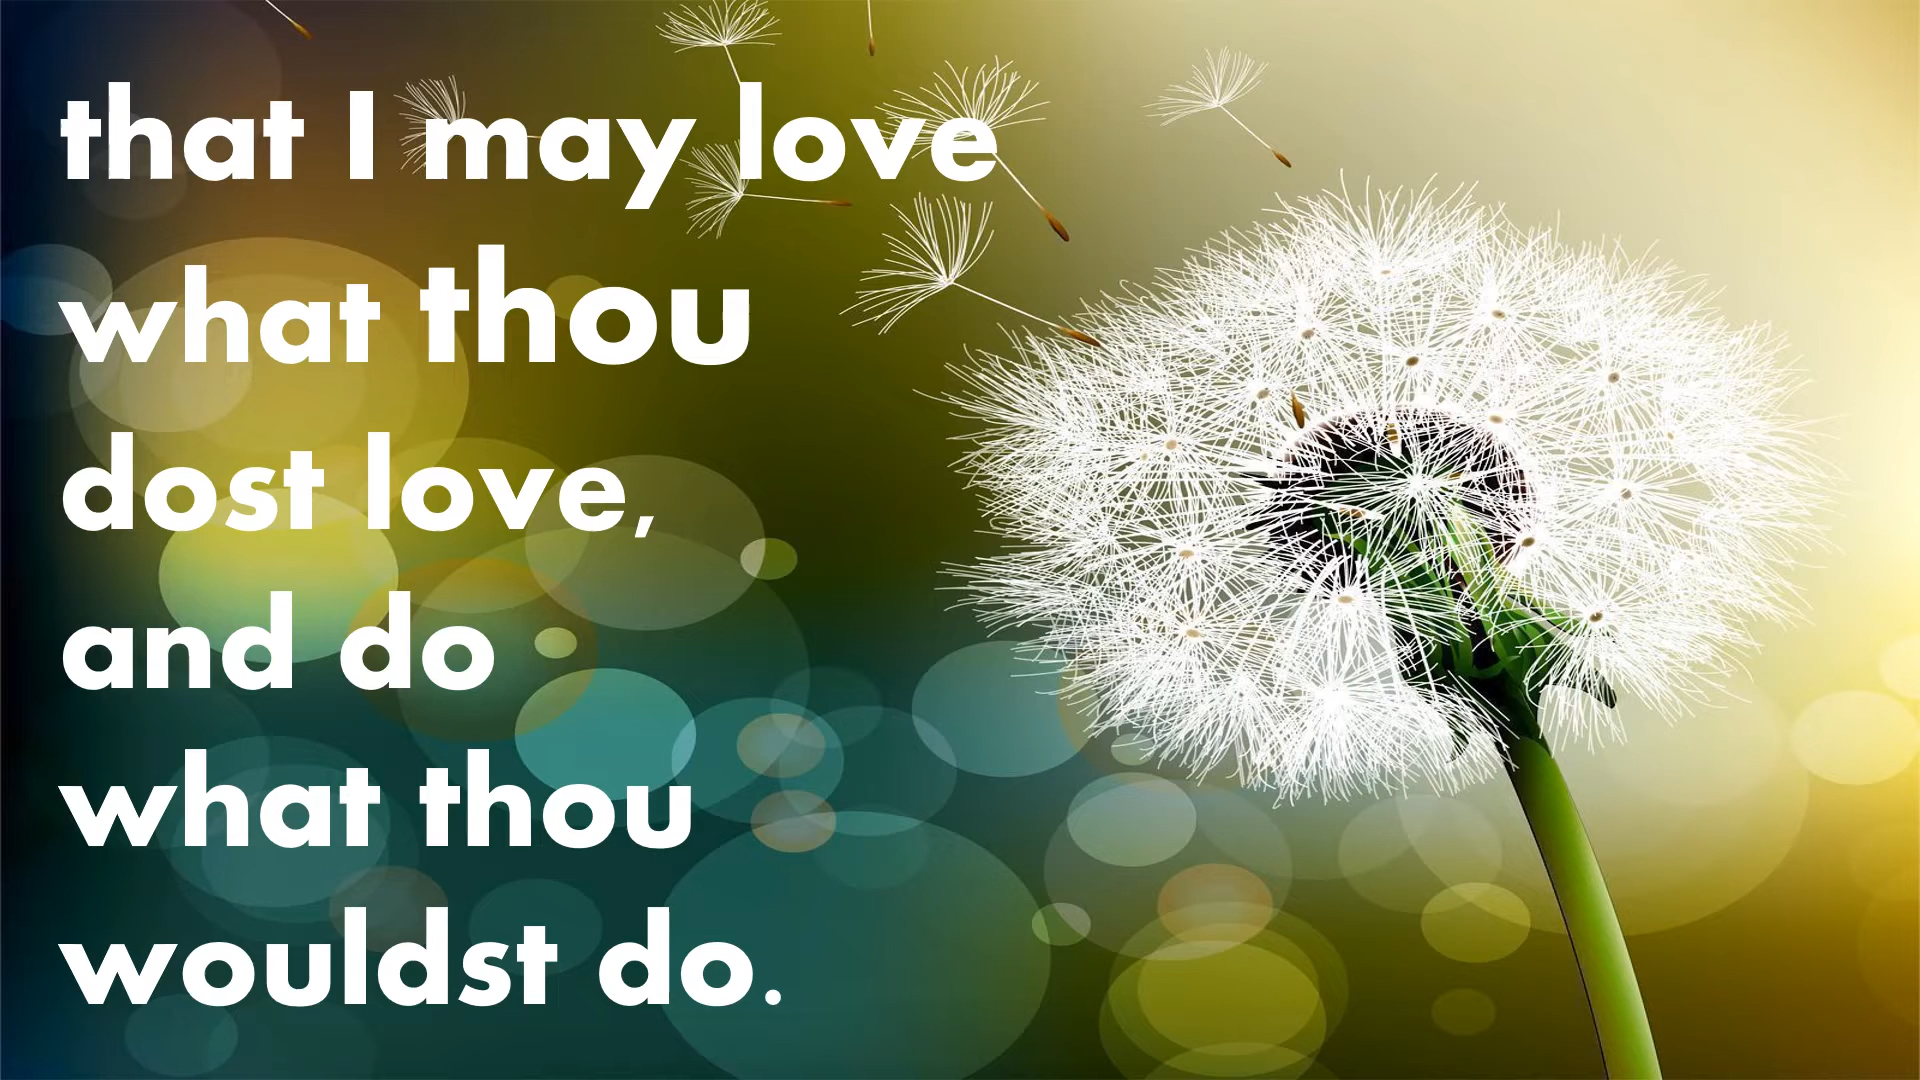 that I may love
what thou
dost love,
and do
what thou
wouldst do.